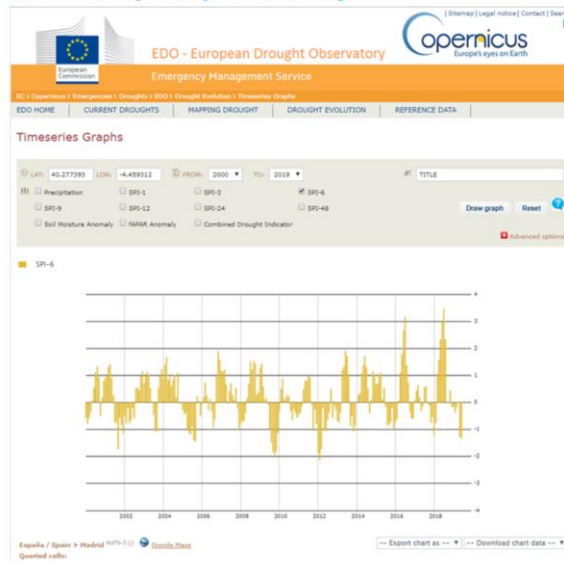 | Sitemap | Legal notice | Contact | Sear
European
Commission
EDO - European Drought Observatory
Emergency Management Service
opernicus
Europe's eyes on Earth
EC > Copernicus > Emergencies > Droughts > EDO > Drought Evolution > Timeseries Graphs
EDO HOME CURRENT DROUGHTS MAPPING DROUGHT DROUGHT EVOLUTION REFERENCE DATA
Timeseries Graphs
LAT: 40.277393 LON: -4.459312 FROM: 2000 TO: 2019 TITLE
Precipitation SPI-1 SPI-3 SPI-6
SPI-9 SPI-12 SPI-24 SPI-48 Draw graph Reset ?
Soil Moisture Anomaly fAPAR Anomaly Combined Drought Indicator
Advanced options
SPI-6
4
3
2
1
0
-1
-2
-3
-4
2002 2004 2006 2008 2010 2012 2014 2016 2018
España / Spain > Madrid NUTS-3 Google Maps
-- Export chart as -- -- Download chart data --
Queried cells: